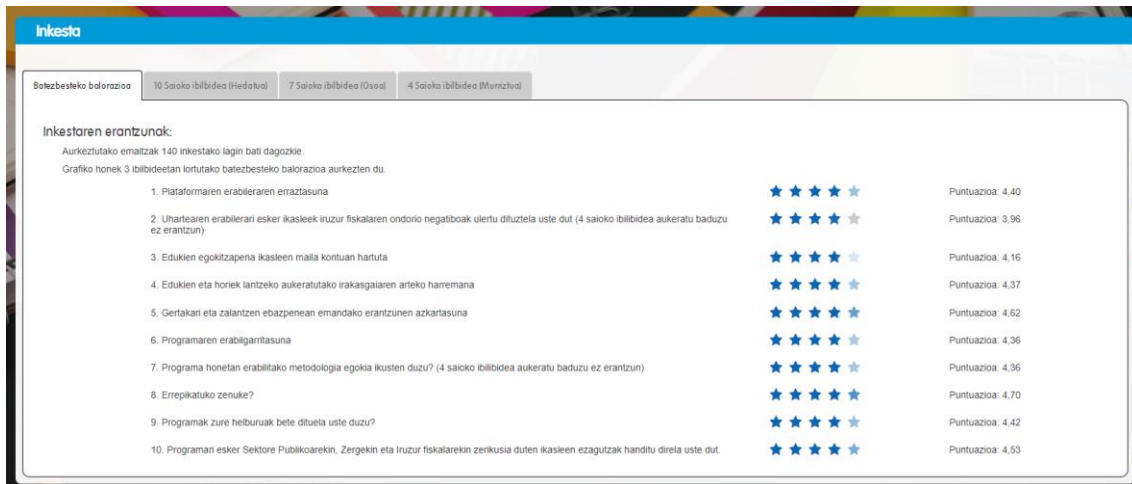 Inkesta
Batezbesteko balorazioa
10 Saioko ibilbidea (Hedatua)
7 Saioko ibilbidea (Osoa)
4 Saioko ibilbidea (Murriztua)
Inkestaren erantzunak:
Aurkeztutako emaitzak 140 inkestako lagin bati dagozkie.
Grafiko honek 3 ibilbideetan lortutako batezbesteko balorazioa aurkezten du.
1. Plataformaren erabileraren erraztasuna Puntuazioa: 4,40
2. Uhartearen erabilerari esker ikasleek iruzur fiskalaren ondorio negatiboak ulertu dituztela uste dut (4 saioko ibilibidea aukeratu baduzu Puntuazioa: 3,96
ez erantzun)
3. Edukien egokitzapena ikasleen maila kontuan hartuta Puntuazioa: 4,16
4. Edukien eta horiek lantzeko aukeratutako irakasgaiaren arteko harremana Puntuazioa: 4,37
5. Gertakari eta zalantzen ebazpenean emandako erantzunen azkartasuna Puntuazioa: 4,62
6. Programaren erabilgarritasuna Puntuazioa: 4,36
7. Programa honetan erabilitako metodologia egokia ikusten duzu? (4 saioko ibilibidea aukeratu baduzu ez erantzun) Puntuazioa: 4,36
8. Errepikatuko zenuke? Puntuazioa: 4,70
9. Programak zure helburuak bete dituela uste duzu? Puntuazioa: 4,42
10. Programari esker Sektore Publikoarekin, Zergekin eta Iruzur fiskalarekin zerikusia duten ikasleen ezagutzak handitu direla uste dut. Puntuazioa: 4,53